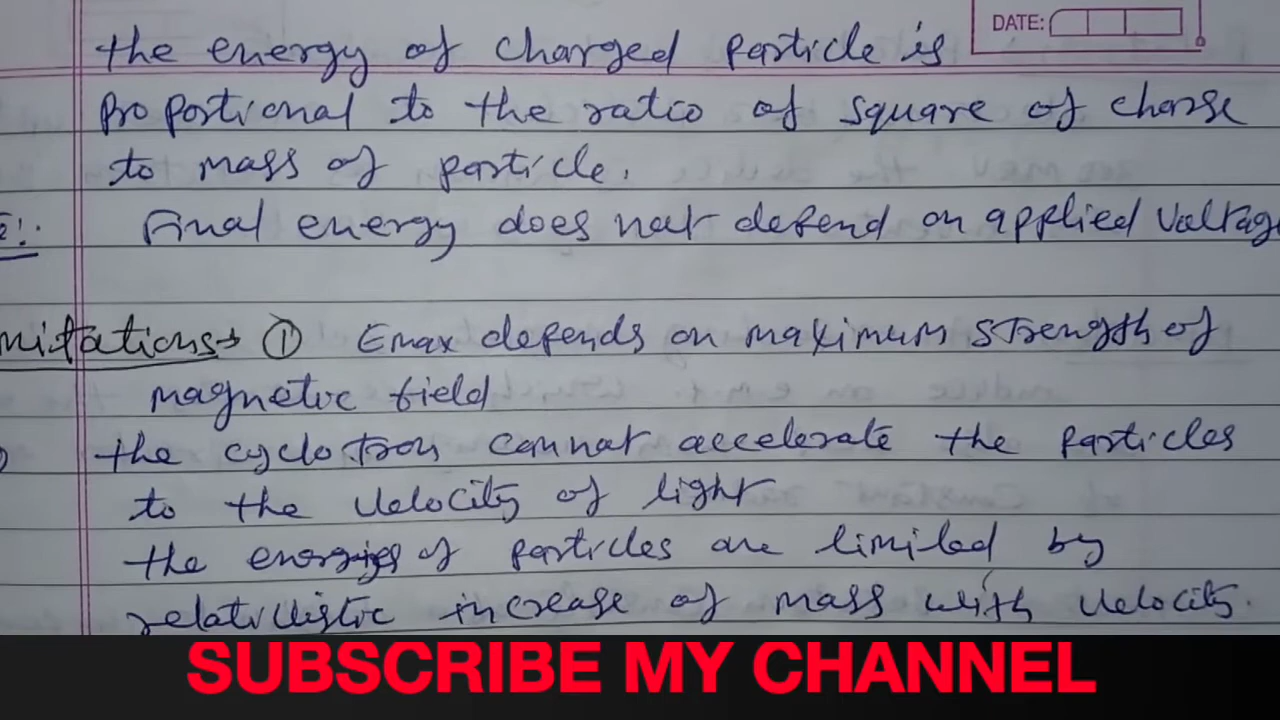 DATE:
the energy of charged particle is
proportional to the ratio of square of charge
to mass of particle.
Final energy does not depend on applied Voltage
mitations → ① Emax depends on maximum strength of
magnetic field
the cyclotron cannot accelerate the particles
to the velocity of light
the energies of particles are limited by
relativistic increase of mass with velocity.
SUBSCRIBE MY CHANNEL